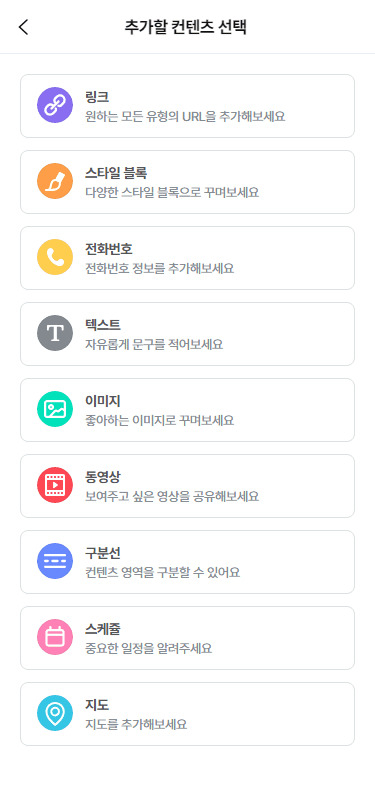 추가할 컨텐츠 선택
링크
원하는 모든 유형의 URL을 추가해보세요
스타일 블록
다양한 스타일 블록으로 꾸며보세요
전화번호
전화번호 정보를 추가해보세요
T
텍스트
자유롭게 문구를 적어보세요
이미지
좋아하는 이미지로 꾸며보세요
동영상
보여주고 싶은 영상을 공유해보세요
구분선
컨텐츠 영역을 구분할 수 있어요
스케쥴
중요한 일정을 알려주세요
지도
지도를 추가해보세요